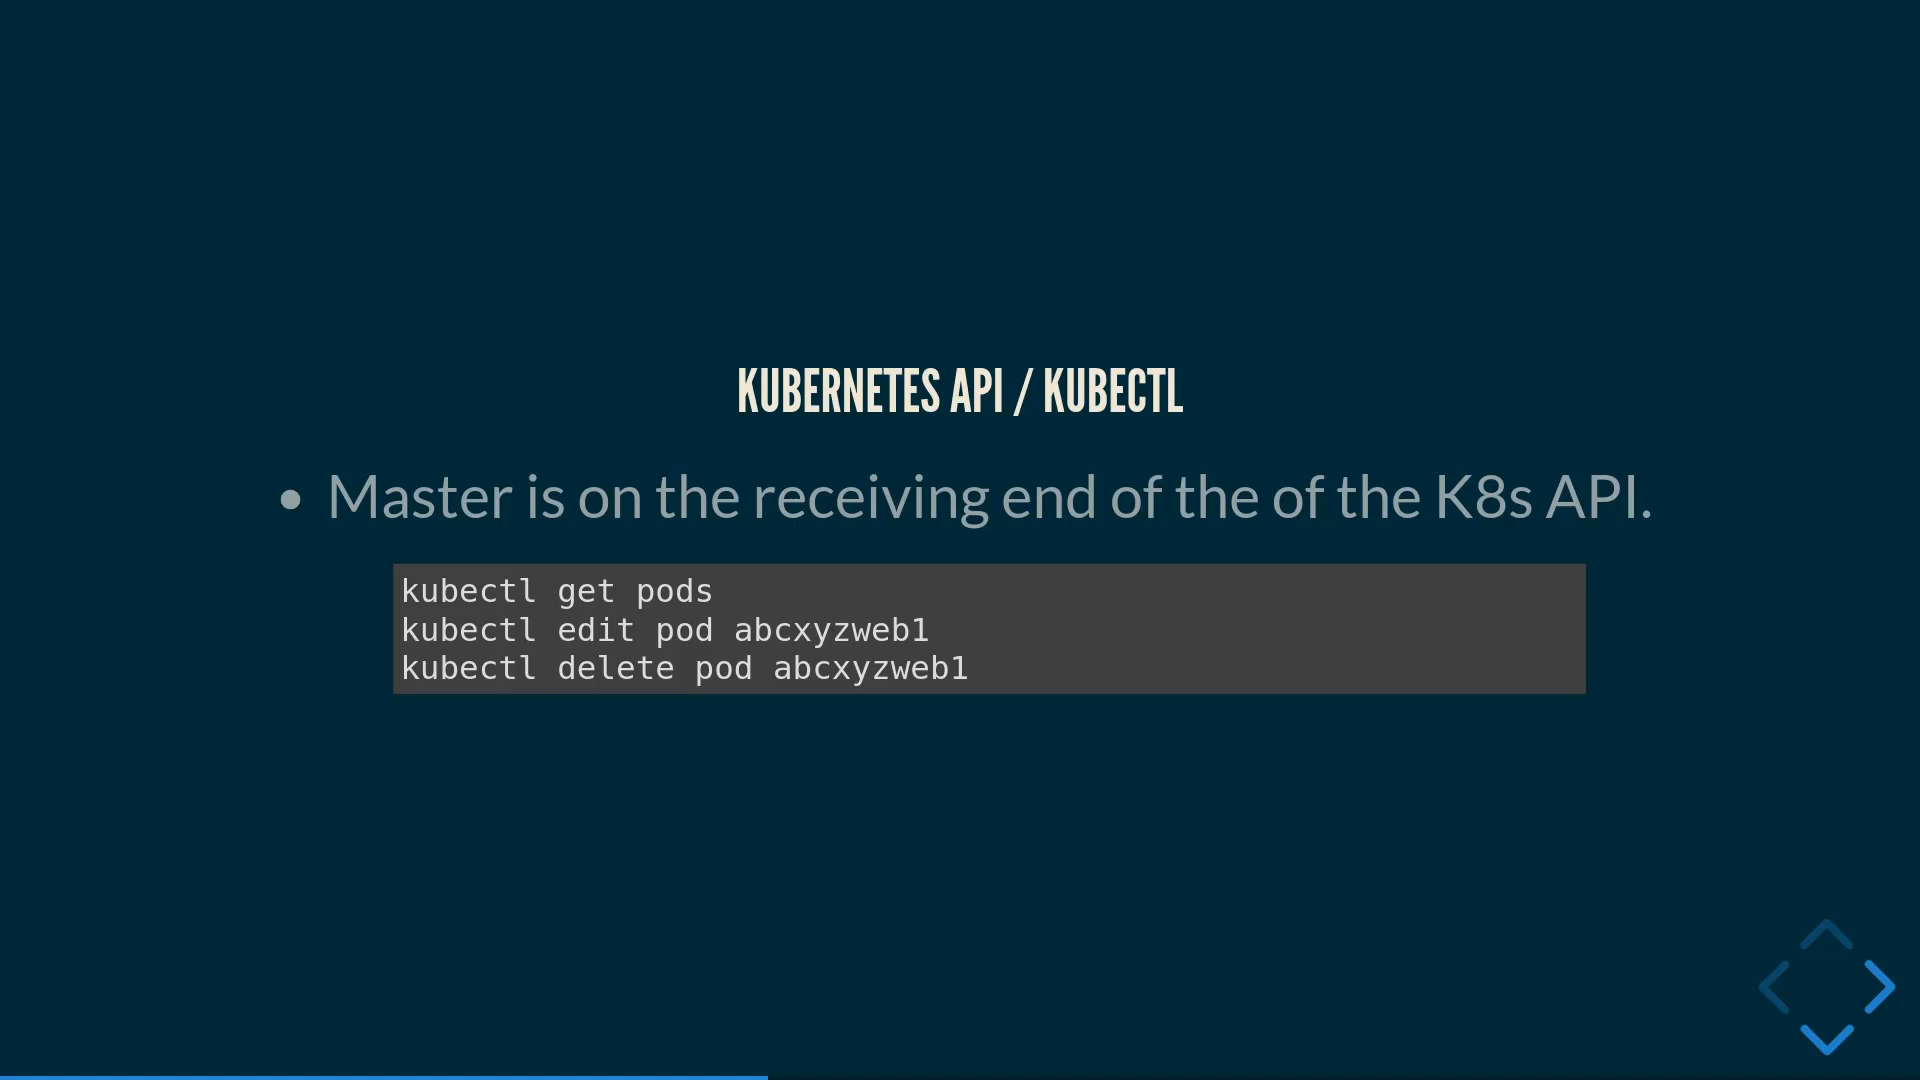 KUBERNETES API / KUBECTL
• Master is on the receiving end of the of the K8s API.
kubectl get pods
kubectl edit pod abcxyzweb1
kubectl delete pod abcxyzweb1